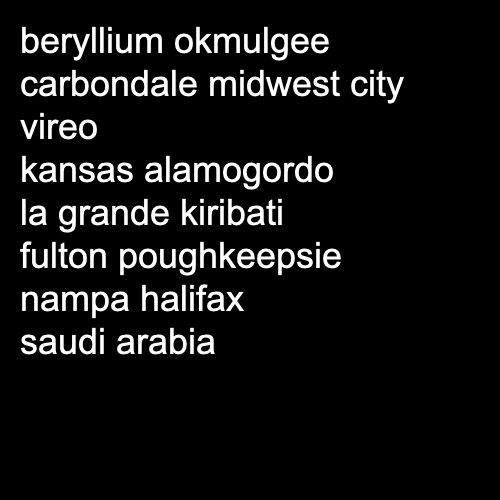 beryllium okmulgee
carbondale midwest city
vireo
kansas alamogordo
la grande kiribati
fulton poughkeepsie
nampa halifax
saudi arabia